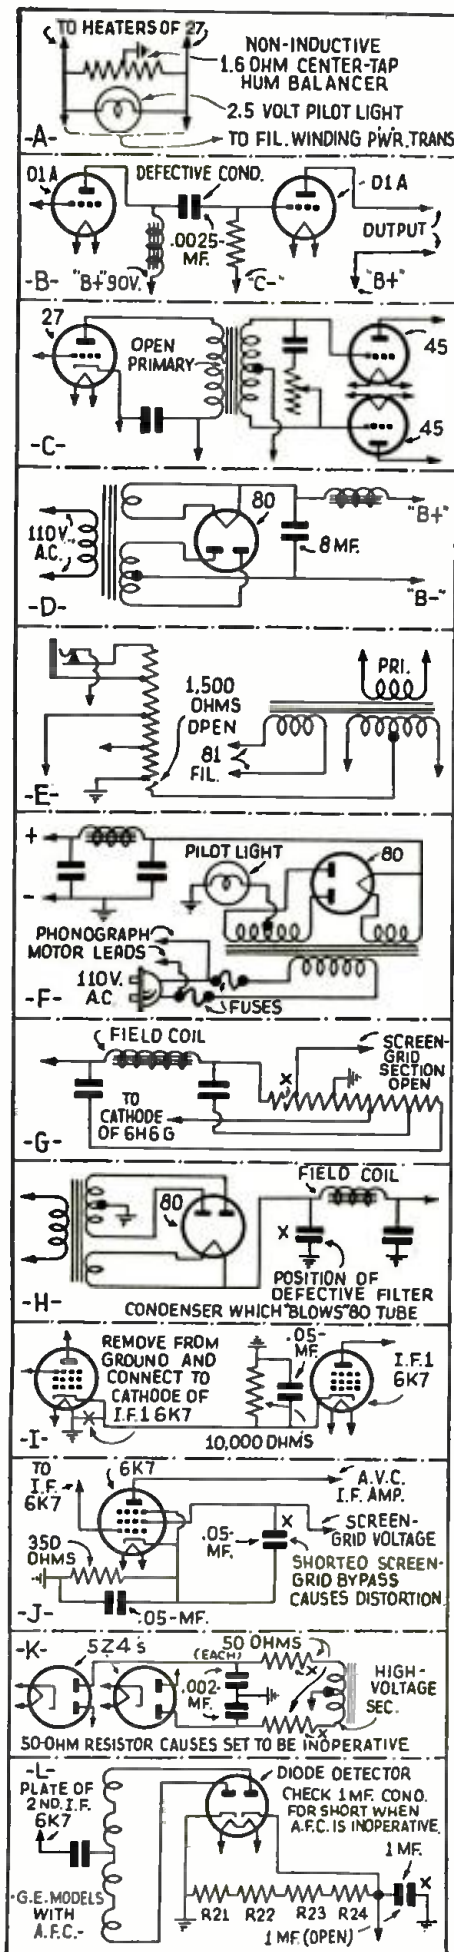 TO HEATERS OF 27
NON-INDUCTIVE
1.6 OHM CENTER-TAP
HUM BALANCER
2.5 VOLT PILOT LIGHT
-A-
TO FIL. WINDING PWR. TRANS.
01A
DEFECTIVE COND.
-01A
.0025-
MF.
OUTPUT
-B-
"B+" 90V.
"C-"
"B+"
27
OPEN
PRIMARY
45
45
-C-
80
"B+"
110V.
A.C.
8 MF.
-D-
"B-"
PRI.
1,500
OHMS
OPEN
81
FIL.
-E-
+
PILOT LIGHT
80
-
PHONOGRAPH
MOTOR LEADS
110V.
A.C.
-F-
FUSES
FIELD COIL
SCREEN-
GRID
SECTION
OPEN
X
TO
CATHODE
OF 6H6G
-G-
FIELD COIL
80
X
POSITION OF
DEFECTIVE FILTER
-H-
CONDENSER WHICH "BLOWS" 80 TUBE
REMOVE FROM
GROUND AND
CONNECT TO
CATHODE OF
I.F.1 6K7
.05-
MF.
I.F.1
6K7
X
-I-
10,000 OHMS
TO
I.F.
6K7
6K7
A.V.C.
I.F. AMP.
X
SCREEN-
GRID VOLTAGE
350
OHMS
.05-
MF.
SHORTED SCREEN-
GRID BYPASS
CAUSES DISTORTION.
-J-
.05-MF.
-K-
5Z4's
50 OHMS
(EACH)
X
HIGH-
VOLTAGE
SEC.
.002-
MF.
X
50-OHM RESISTOR CAUSES SET TO BE INOPERATIVE
-L-
PLATE OF
2ND. I.F.
6K7
DIODE DETECTOR
CHECK 1 MF. COND.
FOR SHORT WHEN
A.F.C. IS INOPERATIVE.
1 MF.
X
G.E. MODELS
WITH
A.F.C.-
R21 R22 R23 R24
1 MF. (OPEN)